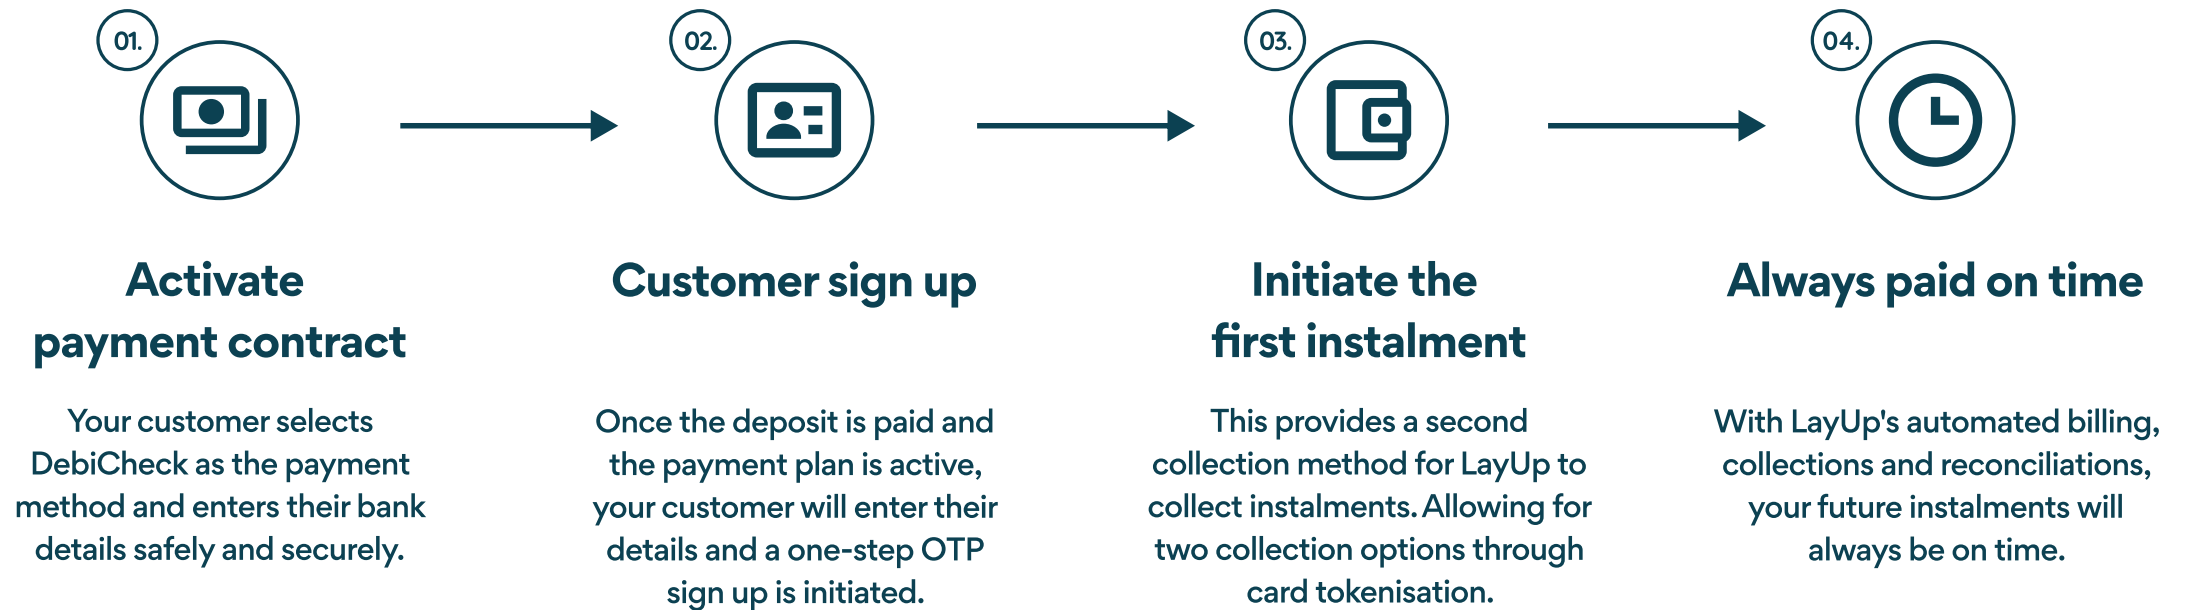 01.
Activate
payment contract
Your customer selects
DebiCheck as the payment
method and enters their bank
details safely and securely.
02.
Customer sign up
Once the deposit is paid and
the payment plan is active,
your customer will enter their
details and a one-step OTP
sign up is initiated.
03.
Initiate the
first instalment
This provides a second
collection method for LayUp to
collect instalments. Allowing for
two collection options through
card tokenisation.
04.
Always paid on time
With LayUp's automated billing,
collections and reconciliations,
your future instalments will
always be on time.